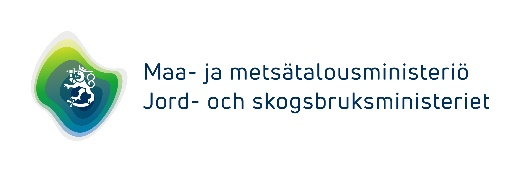 Maa- ja metsätalousministeriö
Jord- och skogsbruksministeriet